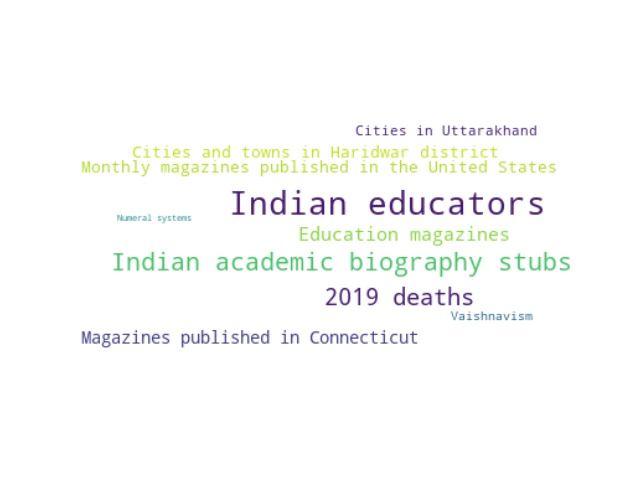 Cities in Uttarakhand
Cities and towns in Haridwar district
Monthly magazines published in the United States
Indian educators
Numeral systems
Education magazines
Indian academic biography stubs
2019 deaths
Vaishnavism
Magazines published in Connecticut